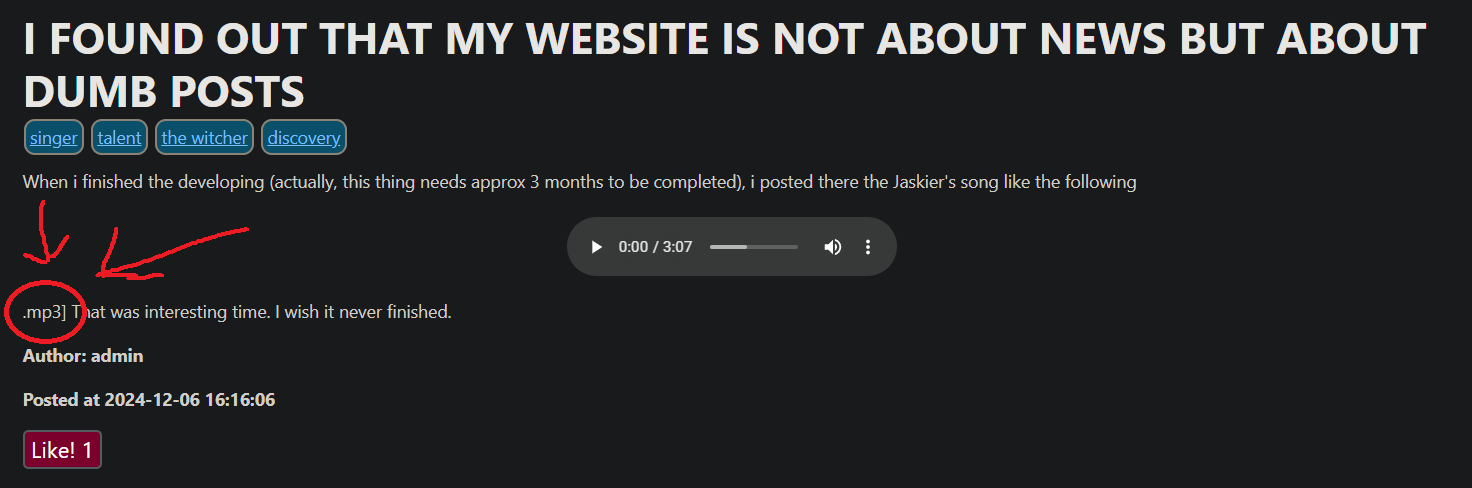 I FOUND OUT THAT MY WEBSITE IS NOT ABOUT NEWS BUT ABOUT
DUMB POSTS
singer talent the witcher discovery
When i finished the developing (actually, this thing needs approx 3 months to be completed), i posted there the Jaskier's song like the following
0:00 / 3:07
.mp3] That was interesting time. I wish it never finished.
Author: admin
Posted at 2024-12-06 16:16:06
Like! 1